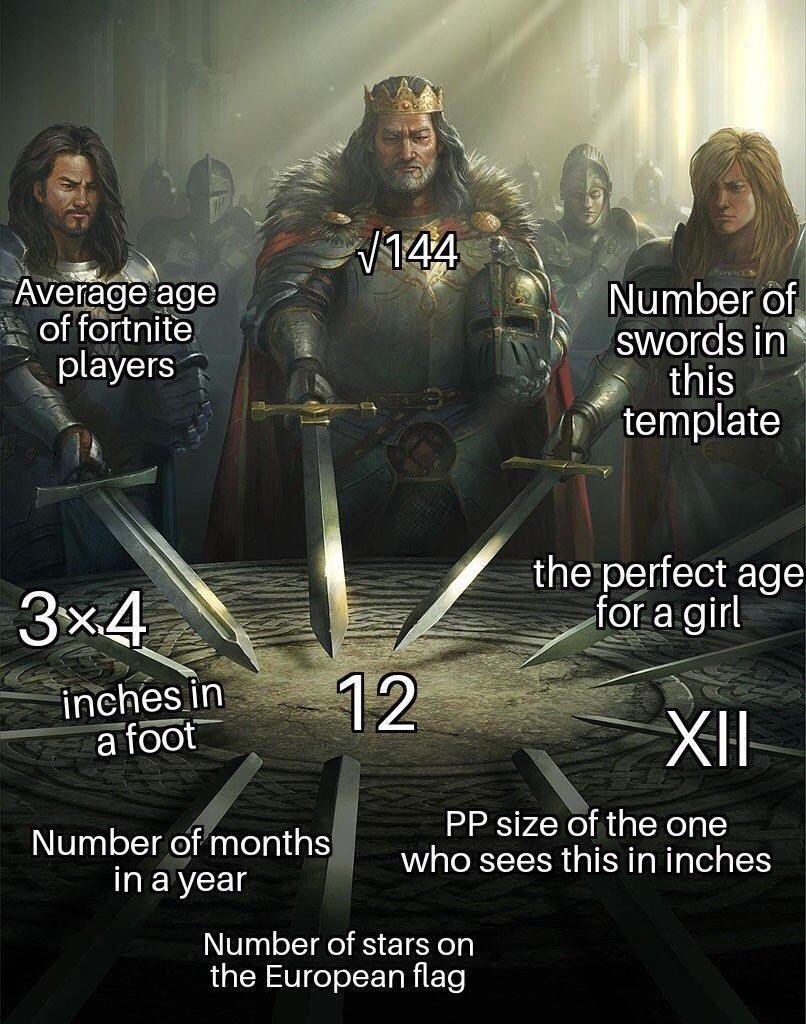 √144
Average age
of fortnite
players
Number of
swords in
this
template
the perfect age
for a girl
3×4
inches in
a foot
12
XII
PP size of the one
who sees this in inches
Number of months
in a year
Number of stars on
the European flag